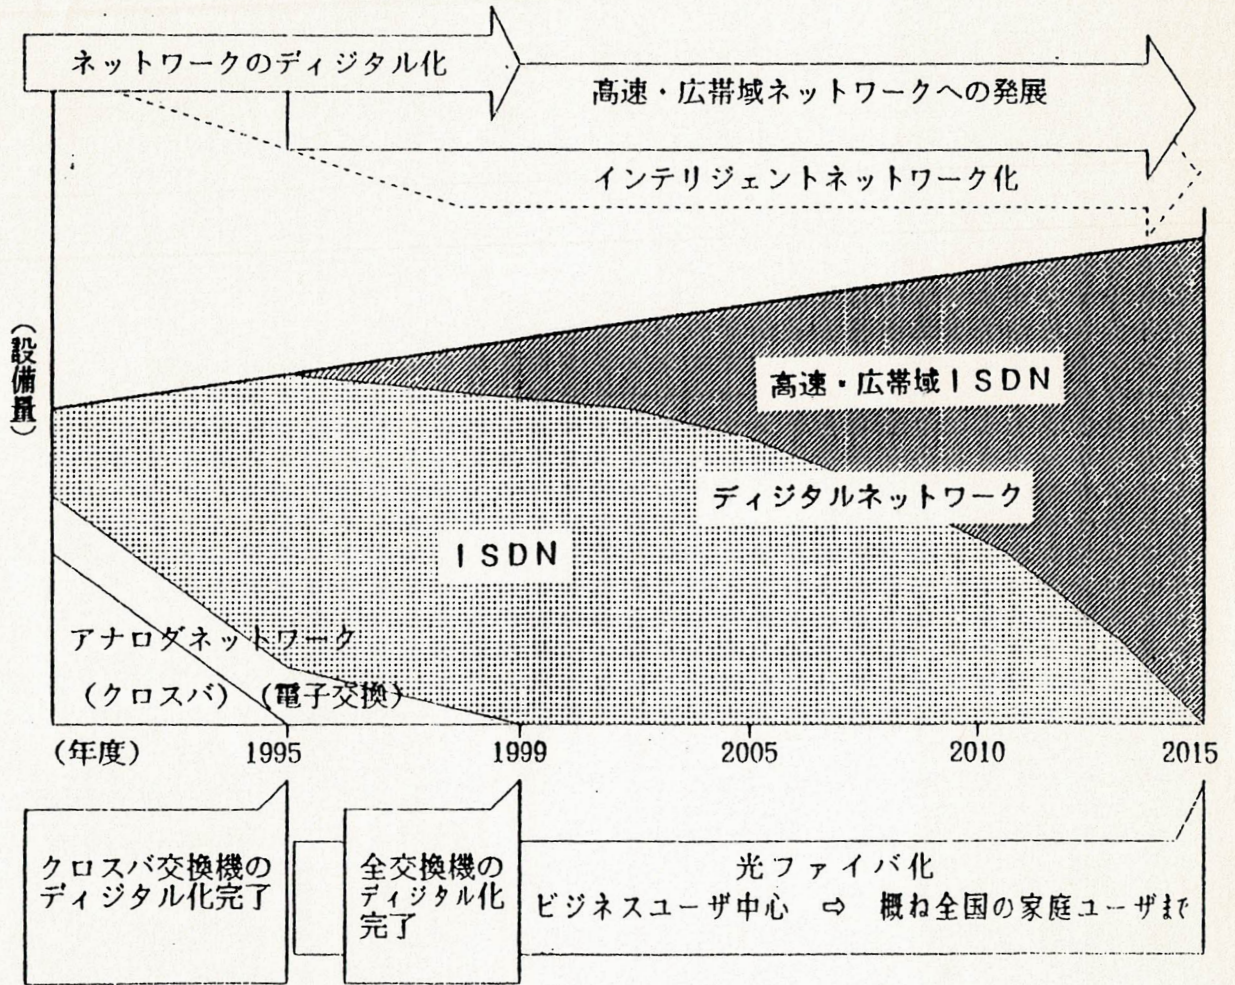 ネットワークのディジタル化
高速・広帯域ネットワークへの発展
インテリジェントネットワーク化
（設備量）
高速・広帯域ＩＳＤＮ
ディジタルネットワーク
ＩＳＤＮ
アナロダネットワーク
（クロスバ）（電子交換）
(年度) 1995 1999 2005 2010 2015
クロスバ交換機の
ディジタル化完了
全交換機の
ディジタル化
完了
光ファイバ化
ビジネスユーザ中心 ⇨ 概ね全国の家庭ユーザまで